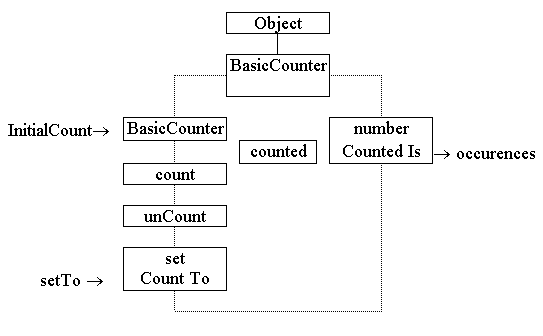 Object
BasicCounter
InitialCount→
BasicCounter
number
Counted Is
→ occurences
counted
count
unCount
setTo →
set
Count To